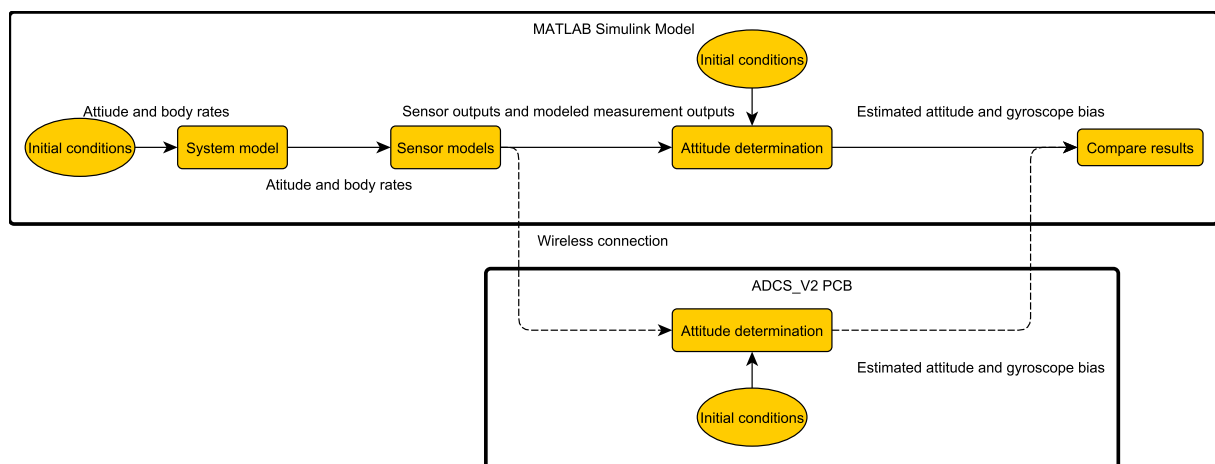 MATLAB Simulink Model
Initial conditions
Attiude and body rates
Sensor outputs and modeled measurement outputs
Estimated attitude and gyroscope bias
Initial conditions
System model
Sensor models
Attitude determination
Compare results
Atitude and body rates
Wireless connection
ADCS_V2 PCB
Attitude determination
Estimated attitude and gyroscope bias
Initial conditions